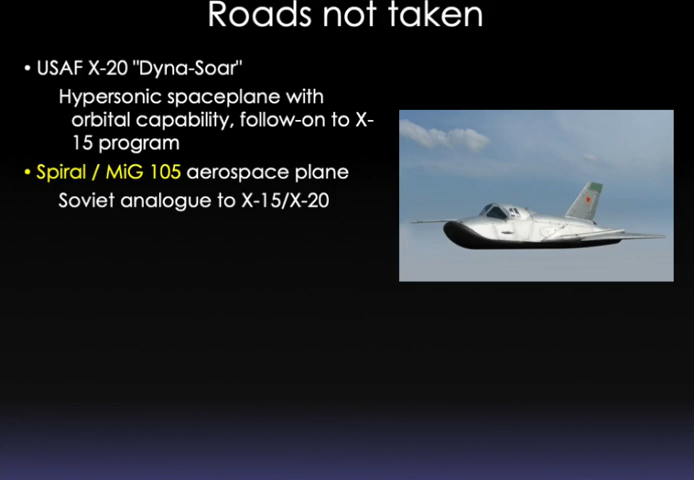 Roads not taken
• USAF X-20 "Dyna-Soar"
Hypersonic spaceplane with
orbital capability, follow-on to X-
15 program
• Spiral / MiG 105 aerospace plane
Soviet analogue to X-15/X-20